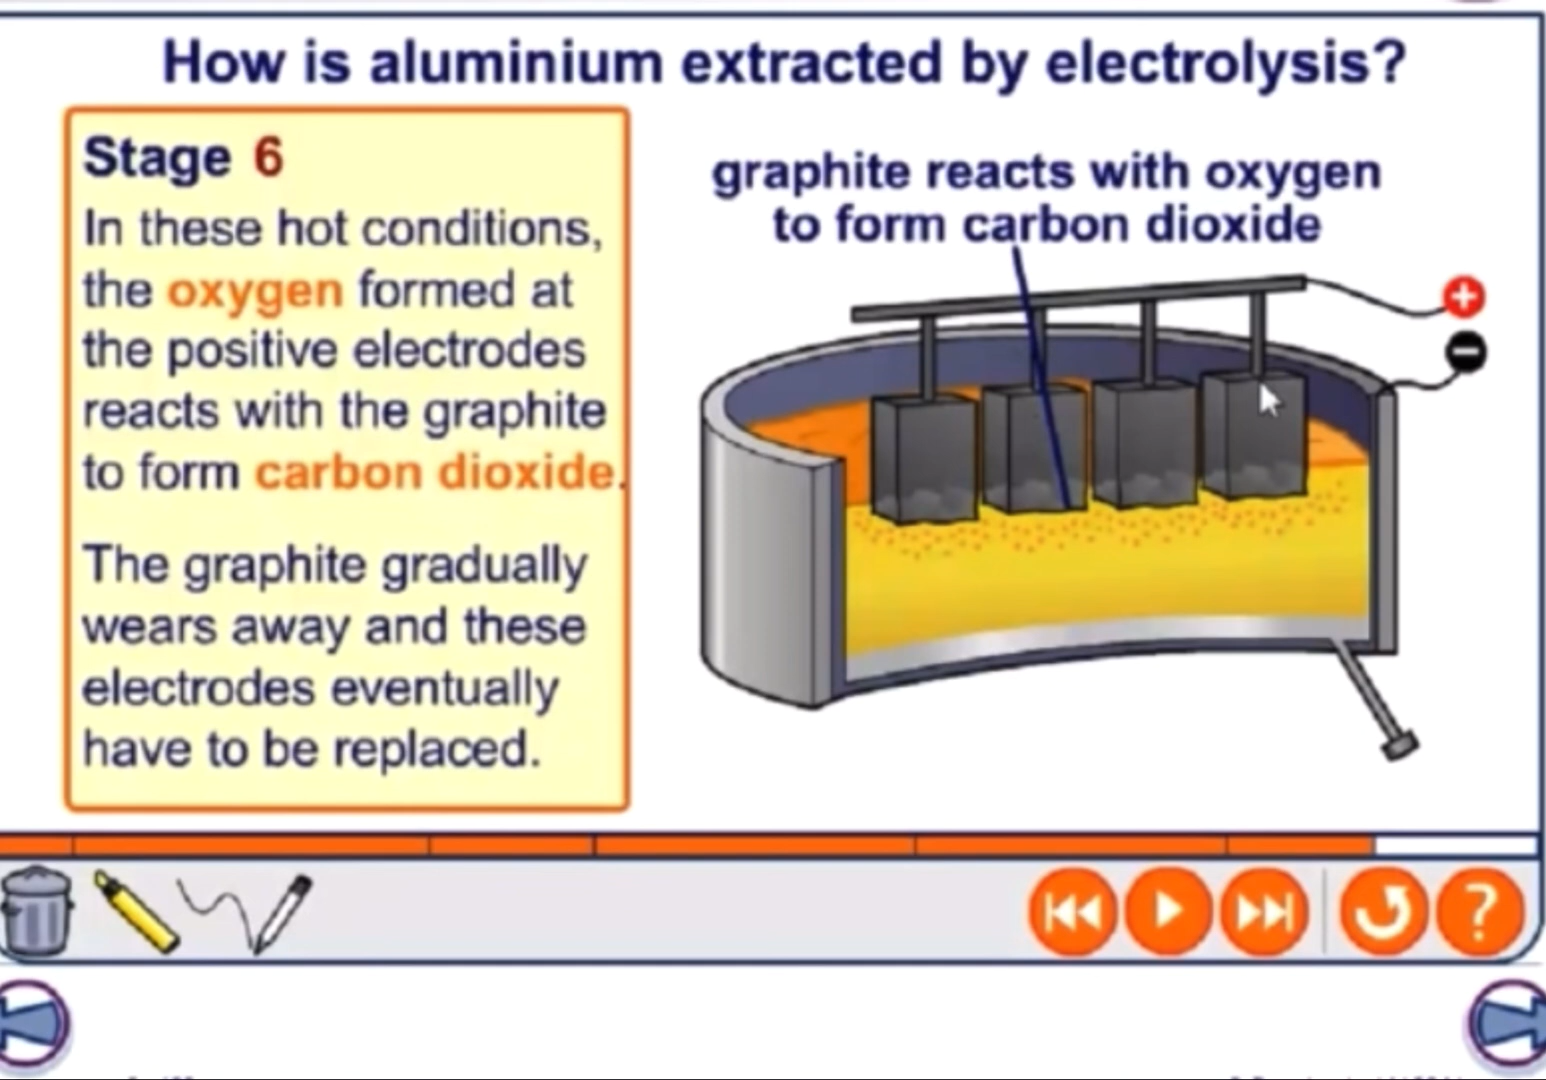 How is aluminium extracted by electrolysis?
Stage 6
In these hot conditions,
the oxygen formed at
the positive electrodes
reacts with the graphite
to form carbon dioxide.
The graphite gradually
wears away and these
electrodes eventually
have to be replaced.
graphite reacts with oxygen
to form carbon dioxide
+
−
?